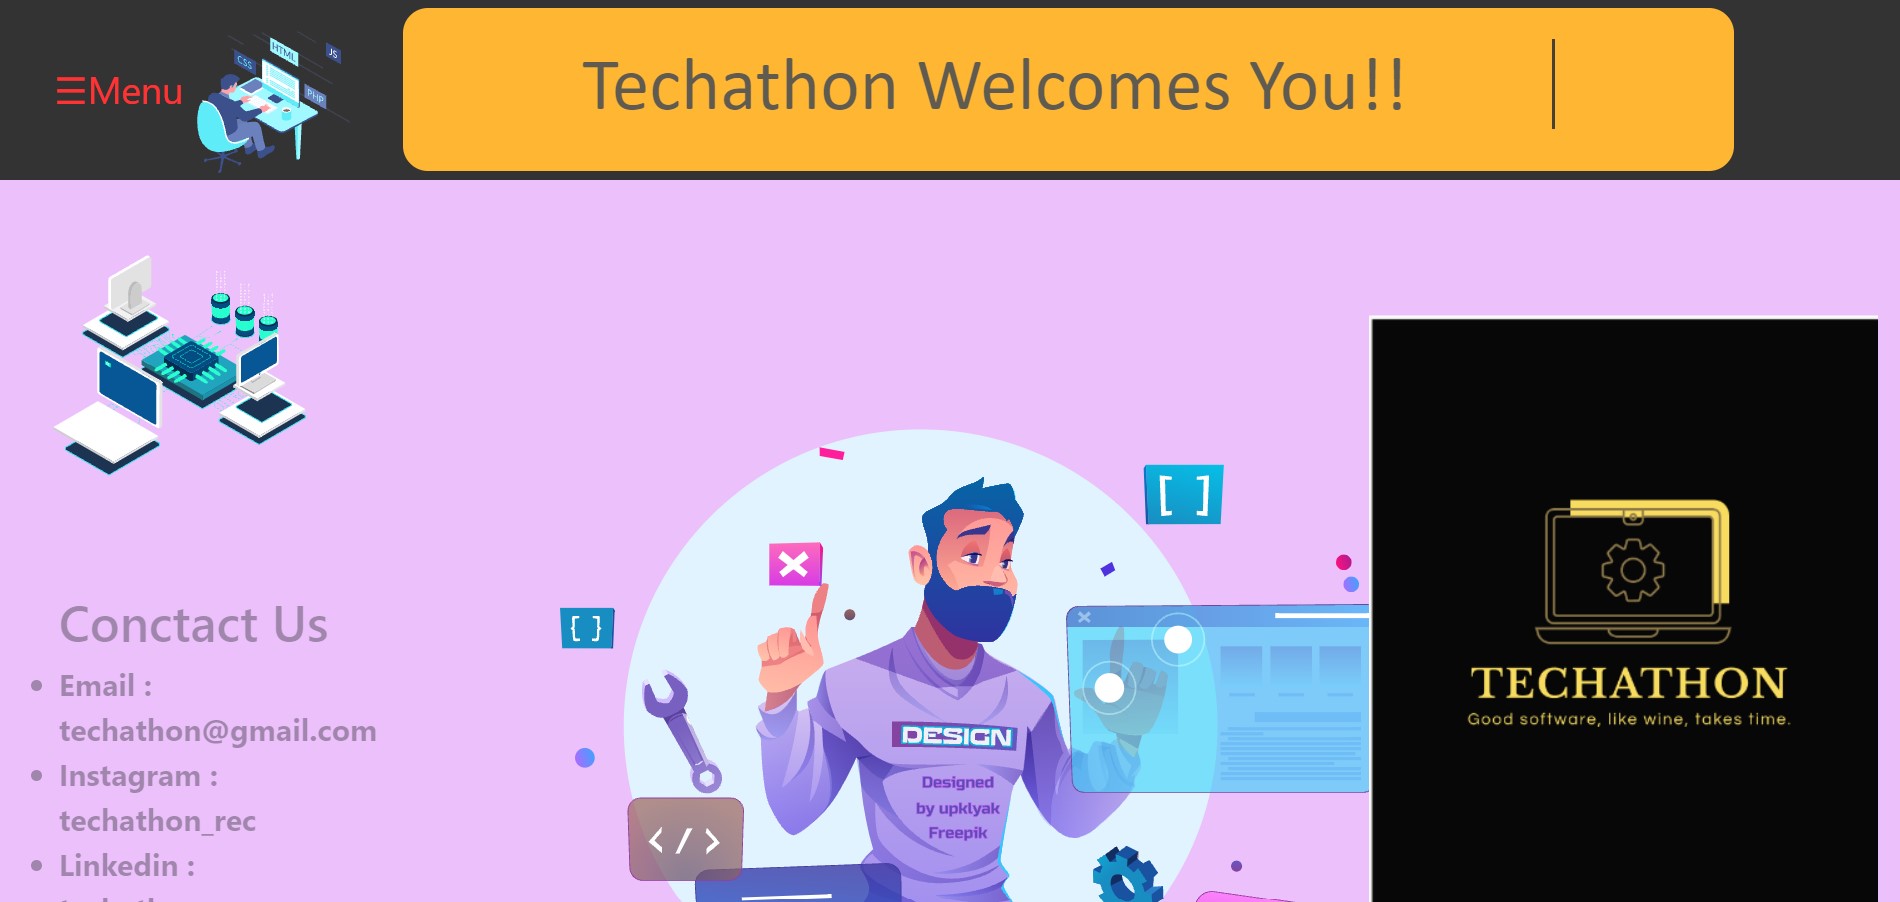 ☰Menu
CSS
HTML
JS
PHP
Techathon Welcomes You!!
[ ]
{ }
DESIGN
Designed
by upklyak
Freepik
</>
TECHATHON
Good software, like wine, takes time.
Conctact Us
• Email :
techathon@gmail.com
• Instagram :
techathon_rec
• Linkedin :